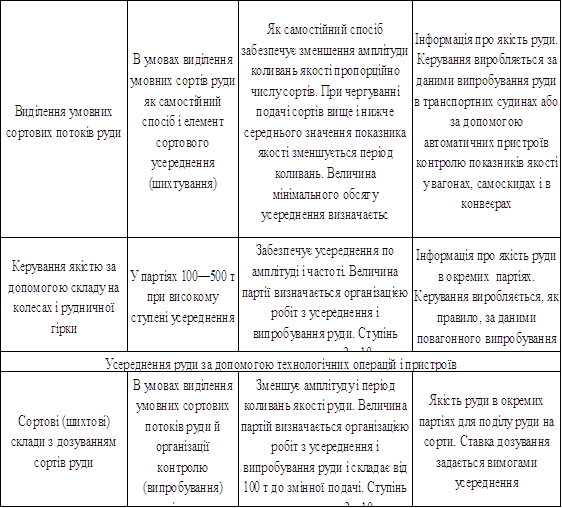 Виділення умовних
сортових потоків руди
В умовах виділення
умовних сортів руди
як самостійний
спосіб і елемент
сортового
усереднення
(шихтування)
Як самостійний спосіб
забезпечує зменшення амплітуди
коливань якості пропорційно
числу сортів. При чергуванні
подачі сортів вище і нижче
середнього значення показника
якості зменшується період
коливань. Величина
мінімального обсягу
усереднення визначаєтьс
Інформація про якість руди.
Керування виробляється за
даними випробування руди
в транспортних судинах або
за допомогою
автоматичних пристроїв
контролю показників якості
у вагонах, самоскидах і в
конвеєрах
Керування якістю за
допомогою складу на
колесах і рудничної
гірки
У партіях 100—500 т
при високому
ступені усереднення
Забезпечує усереднення по
амплітуді і частоті. Величина
партії визначається організацією
робіт з усереднення і
випробування руди. Ступінь
Інформація про якість руди
в окремих партіях.
Керування виробляється, як
правило, за даними
повагонного випробування
Усереднення руди за допомогою технологічних операцій і пристроїв
Сортові (шихтові)
склади з дозуванням
сортів руди
В умовах виділення
умовних сортових
потоків руди й
організації
контролю
(випробування)
Зменшує амплітуду і період
коливань якості руди. Величина
партій визначається організацією
робіт з усереднення і
випробування руди і складає від
100 т до змінної подачі. Ступінь
Якість руди в окремих
партіях для поділу руди на
сорти. Ставка дозування
задається вимогами
усереднення